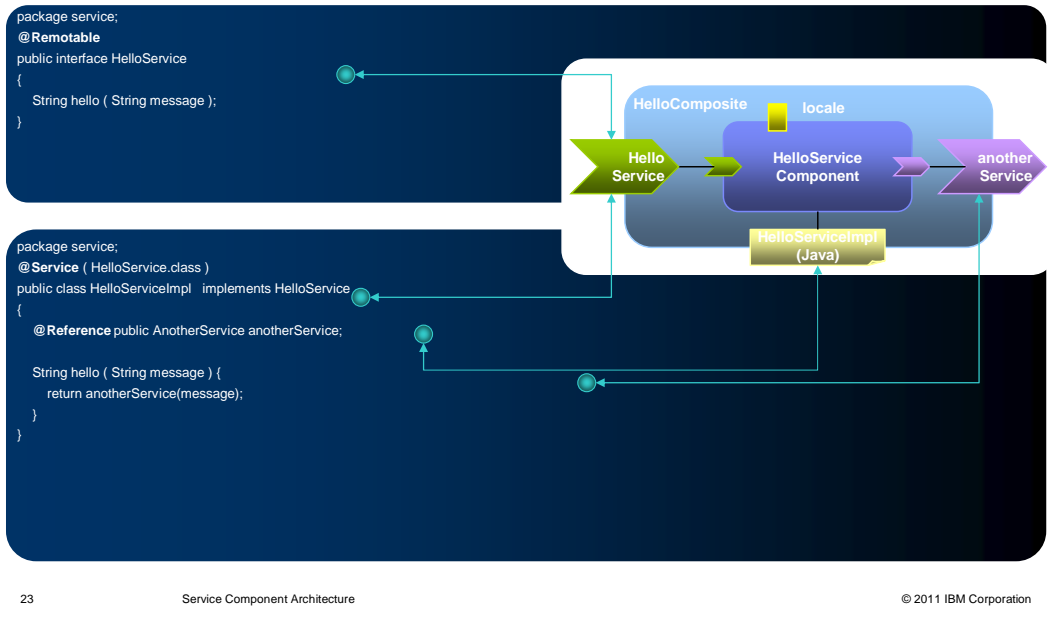 package service;
@Remotable
public interface HelloService
{
String hello ( String message );
}
HelloComposite
locale
Hello
Service
HelloService
Component
another
Service
HelloServiceImpl
(Java)
package service;
@Service ( HelloService.class )
public class HelloServiceImpl implements HelloService
{
@Reference public AnotherService anotherService;
String hello ( String message ) {
return anotherService(message);
}
}
23 Service Component Architecture © 2011 IBM Corporation